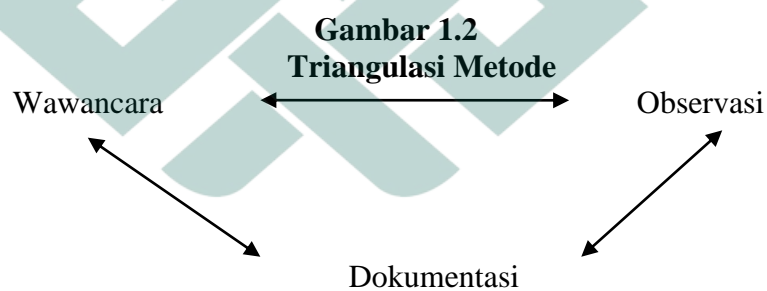 Gambar 1.2
Triangulasi Metode
Wawancara Observasi
Dokumentasi